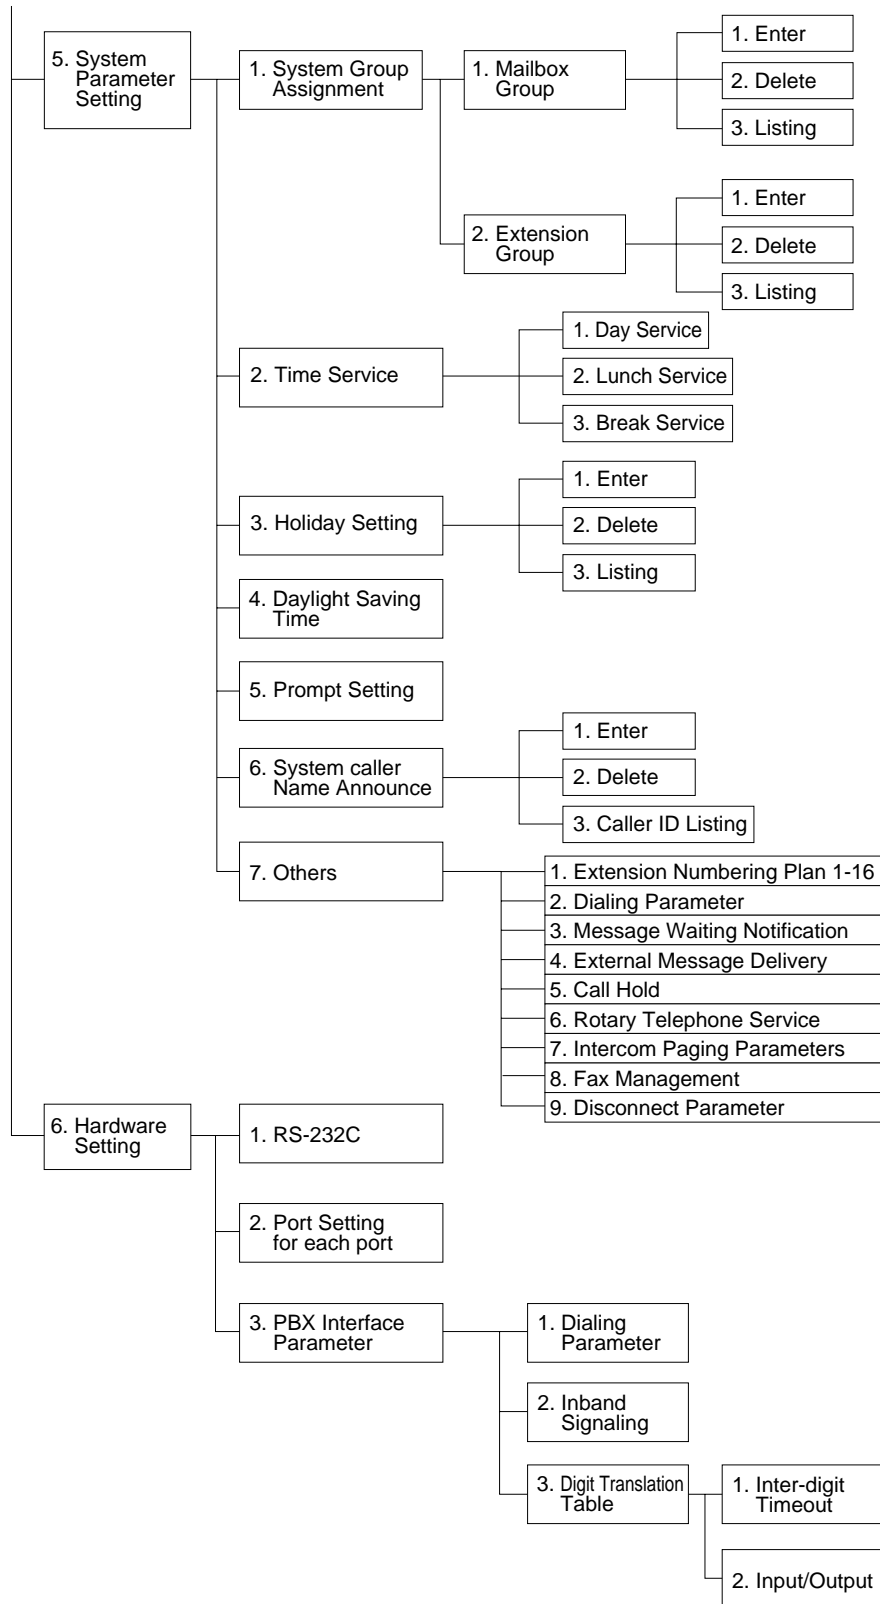 5. System
Parameter
Setting
1. System Group
Assignment
1. Mailbox
Group
1. Enter
2. Delete
3. Listing
2. Extension
Group
1. Enter
2. Delete
3. Listing
2. Time Service
1. Day Service
2. Lunch Service
3. Break Service
3. Holiday Setting
1. Enter
2. Delete
3. Listing
4. Daylight Saving
Time
5. Prompt Setting
6. System caller
Name Announce
1. Enter
2. Delete
3. Caller ID Listing
7. Others
1. Extension Numbering Plan 1-16
2. Dialing Parameter
3. Message Waiting Notification
4. External Message Delivery
5. Call Hold
6. Rotary Telephone Service
7. Intercom Paging Parameters
8. Fax Management
9. Disconnect Parameter
6. Hardware
Setting
1. RS-232C
2. Port Setting
for each port
3. PBX Interface
Parameter
1. Dialing
Parameter
2. Inband
Signaling
3. Digit Translation
Table
1. Inter-digit
Timeout
2. Input/Output